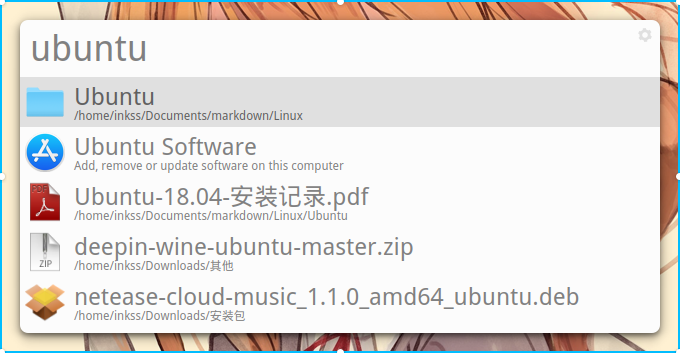 ubuntu
Ubuntu
/home/inkss/Documents/markdown/Linux
Ubuntu Software
Add, remove or update software on this computer
PDF
Ubuntu-18.04-安装记录.pdf
/home/inkss/Documents/markdown/Linux/Ubuntu
deepin-wine-ubuntu-master.zip
ZIP
/home/inkss/Downloads/其他
netease-cloud-music_1.1.0_amd64_ubuntu.deb
/home/inkss/Downloads/安装包